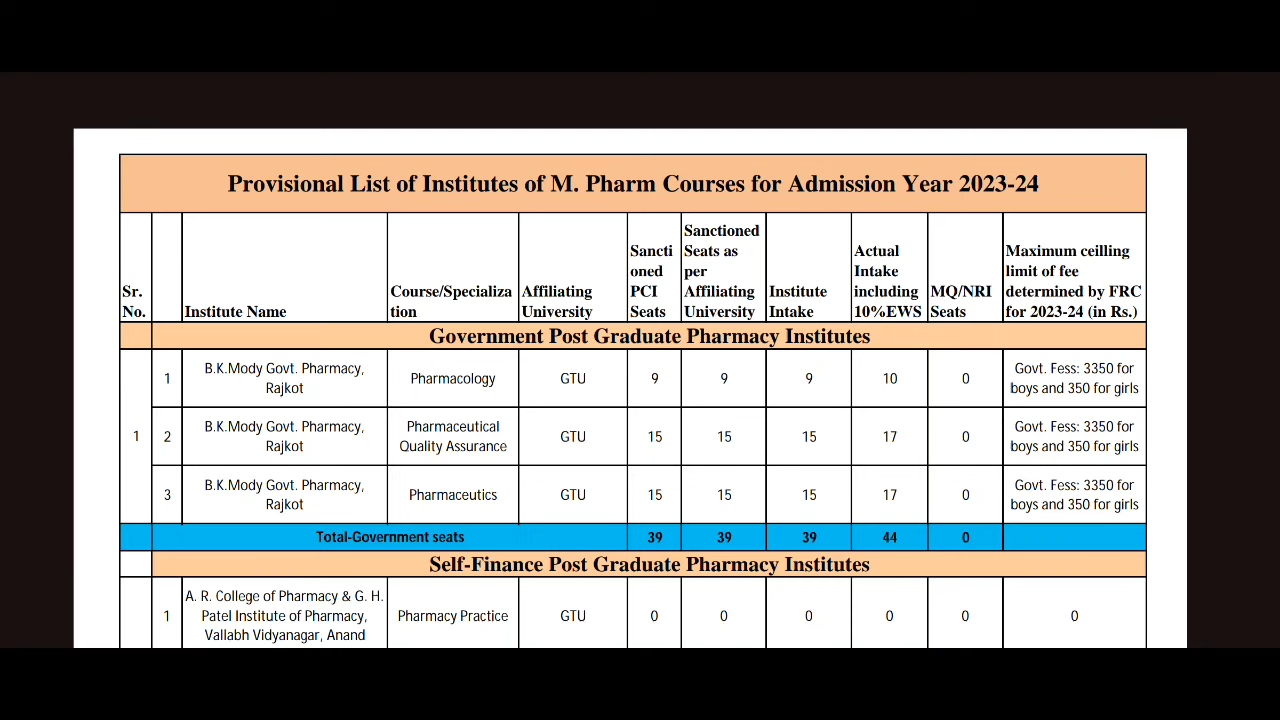 Provisional List of Institutes of M. Pharm Courses for Admission Year 2023-24
Sr. No. Institute Name Course/Specializa tion Affiliating University Sancti oned PCI Seats Sanctioned Seats as per Affiliating University Institute Intake Actual Intake including 10%EWS MQ/NRI Seats Maximum ceilling limit of fee determined by FRC for 2023-24 (in Rs.)
Government Post Graduate Pharmacy Institutes
1 1 B.K.Mody Govt. Pharmacy, Rajkot Pharmacology GTU 9 9 9 10 0 Govt. Fess: 3350 for boys and 350 for girls
2 B.K.Mody Govt. Pharmacy, Rajkot Pharmaceutical Quality Assurance GTU 15 15 15 17 0 Govt. Fess: 3350 for boys and 350 for girls
3 B.K.Mody Govt. Pharmacy, Rajkot Pharmaceutics GTU 15 15 15 17 0 Govt. Fess: 3350 for boys and 350 for girls
Total-Government seats 39 39 39 44 0
Self-Finance Post Graduate Pharmacy Institutes
1 A. R. College of Pharmacy & G. H. Patel Institute of Pharmacy, Vallabh Vidyanagar, Anand Pharmacy Practice GTU 0 0 0 0 0 0